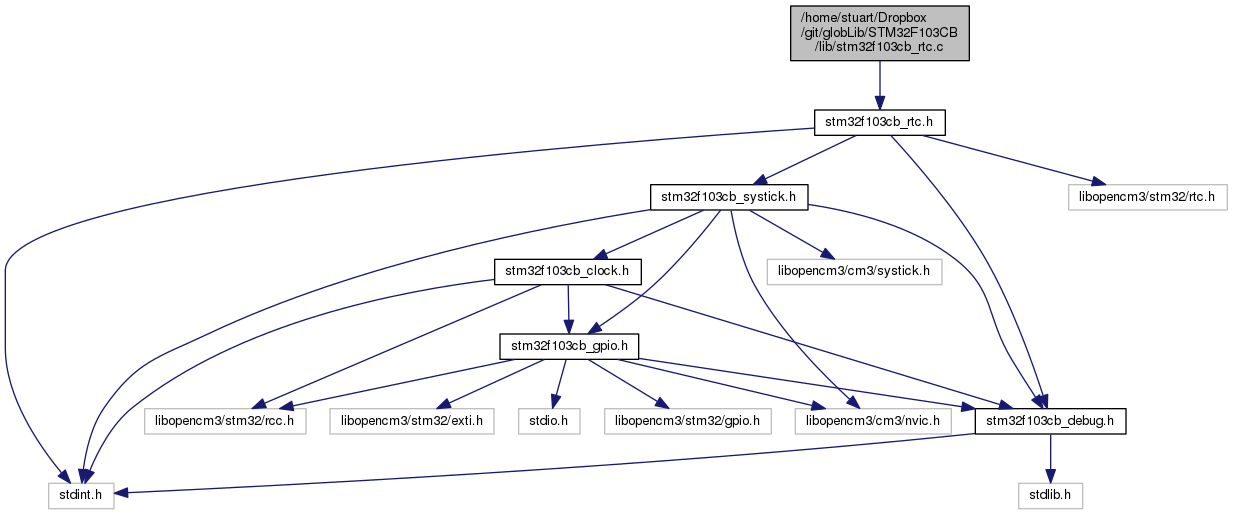 /home/stuart/Dropbox
/git/globLib/STM32F103CB
/lib/stm32f103cb_rtc.c
stm32f103cb_rtc.h
stm32f103cb_systick.h
libopencm3/stm32/rtc.h
stm32f103cb_clock.h
libopencm3/cm3/systick.h
stm32f103cb_gpio.h
libopencm3/stm32/rcc.h
libopencm3/stm32/exti.h
stdio.h
libopencm3/stm32/gpio.h
libopencm3/cm3/nvic.h
stm32f103cb_debug.h
stdint.h
stdlib.h